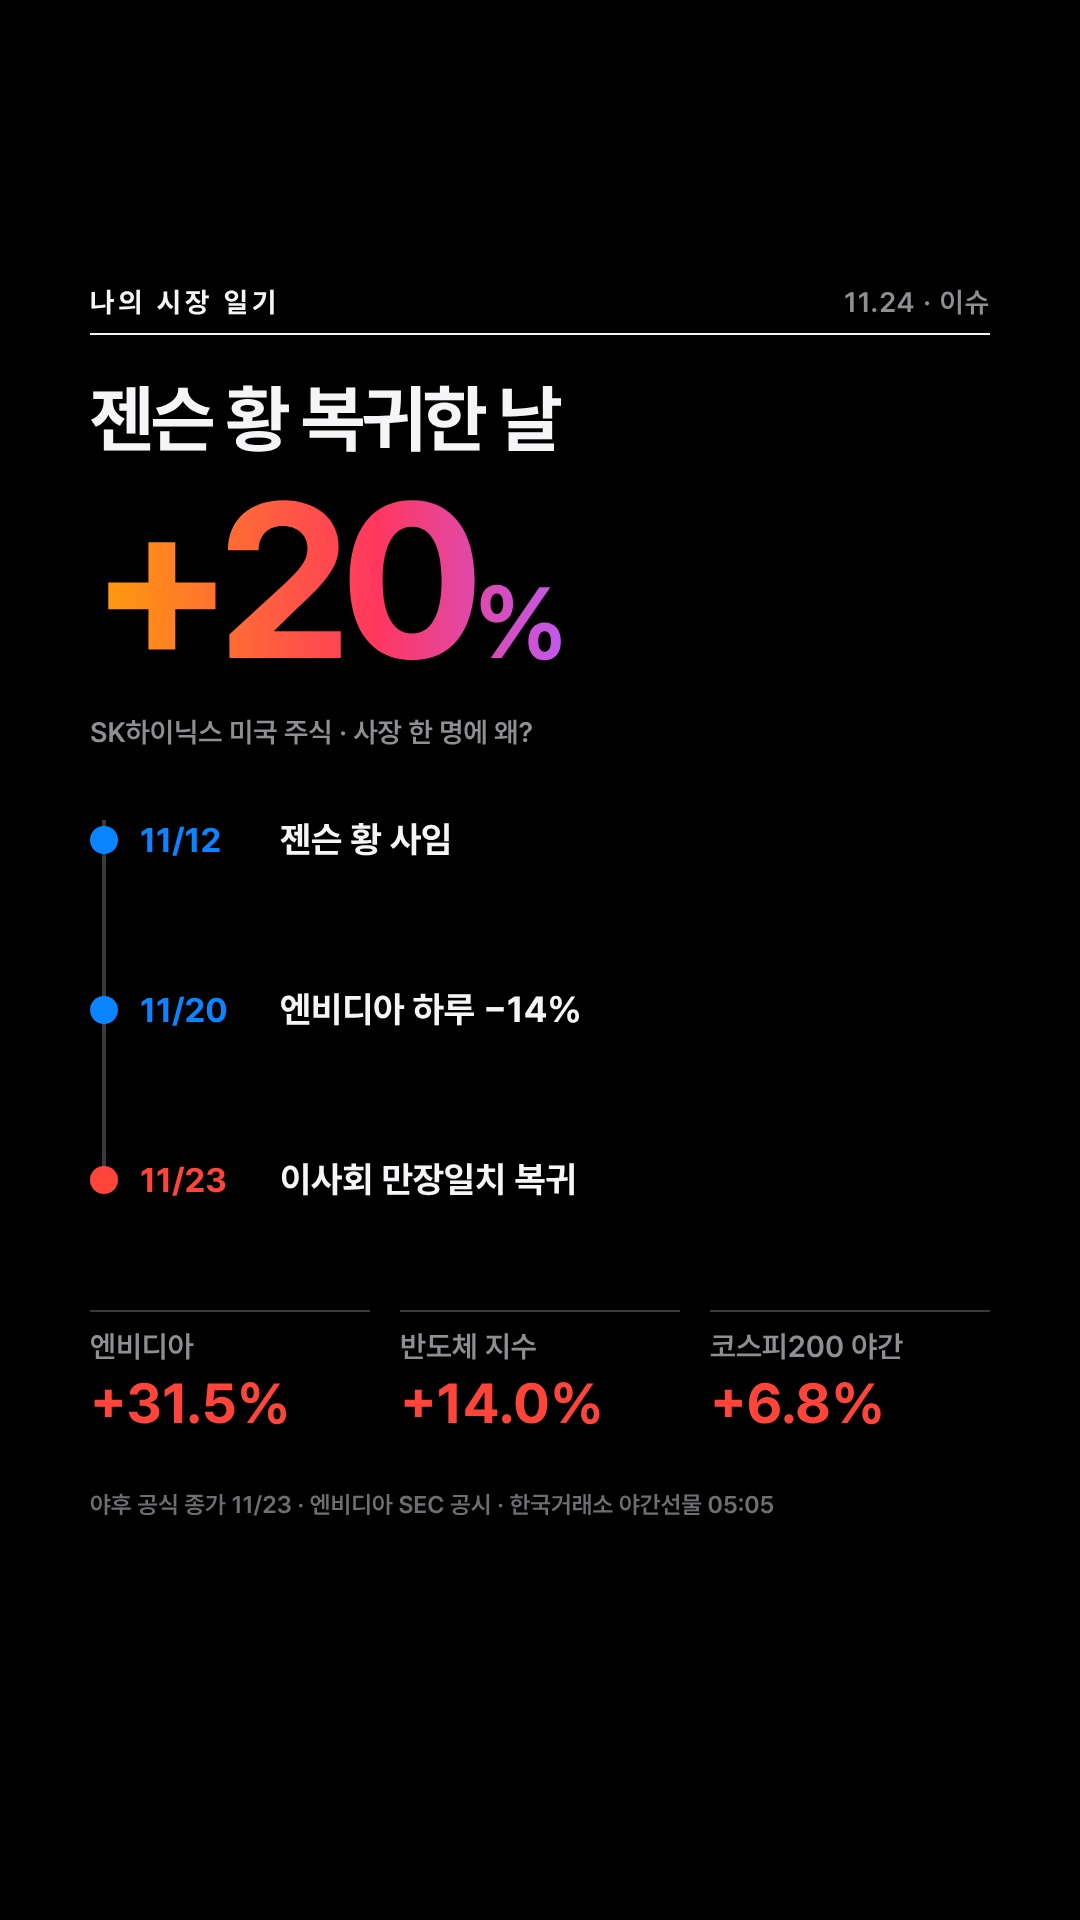 나의 시장 일기
11.24 · 이슈
젠슨 황 복귀한 날
+20%
SK하이닉스 미국 주식 · 사장 한 명에 왜?
11/12 젠슨 황 사임
11/20 엔비디아 하루 −14%
11/23 이사회 만장일치 복귀
엔비디아 반도체 지수 코스피200 야간
+31.5% +14.0% +6.8%
야후 공식 종가 11/23 · 엔비디아 SEC 공시 · 한국거래소 야간선물 05:05